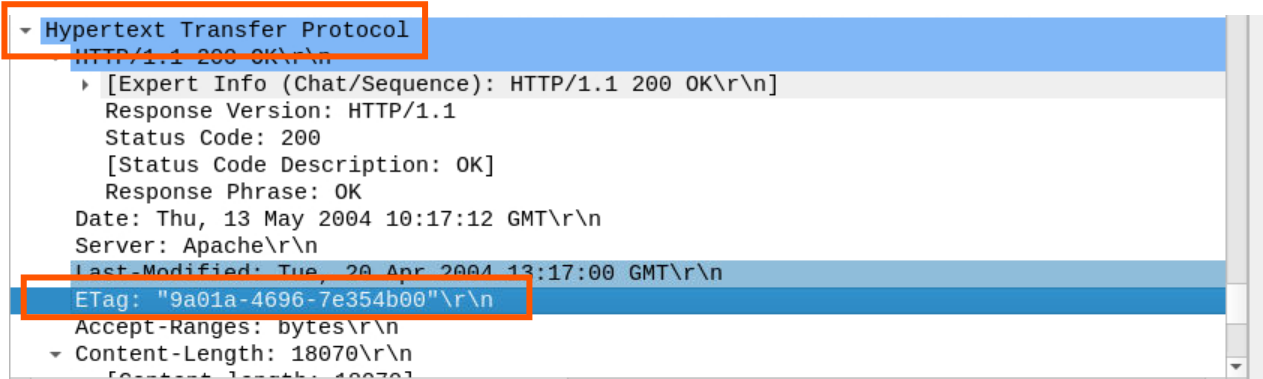 Hypertext Transfer Protocol
HTTP/1.1 200 OK\r\n
[Expert Info (Chat/Sequence): HTTP/1.1 200 OK\r\n]
Response Version: HTTP/1.1
Status Code: 200
[Status Code Description: OK]
Response Phrase: OK
Date: Thu, 13 May 2004 10:17:12 GMT\r\n
Server: Apache\r\n
Last-Modified: Tue, 20 Apr 2004 13:17:00 GMT\r\n
ETag: "9a01a-4696-7e354b00"\r\n
Accept-Ranges: bytes\r\n
Content-Length: 18070\r\n
[Content length: 18070]